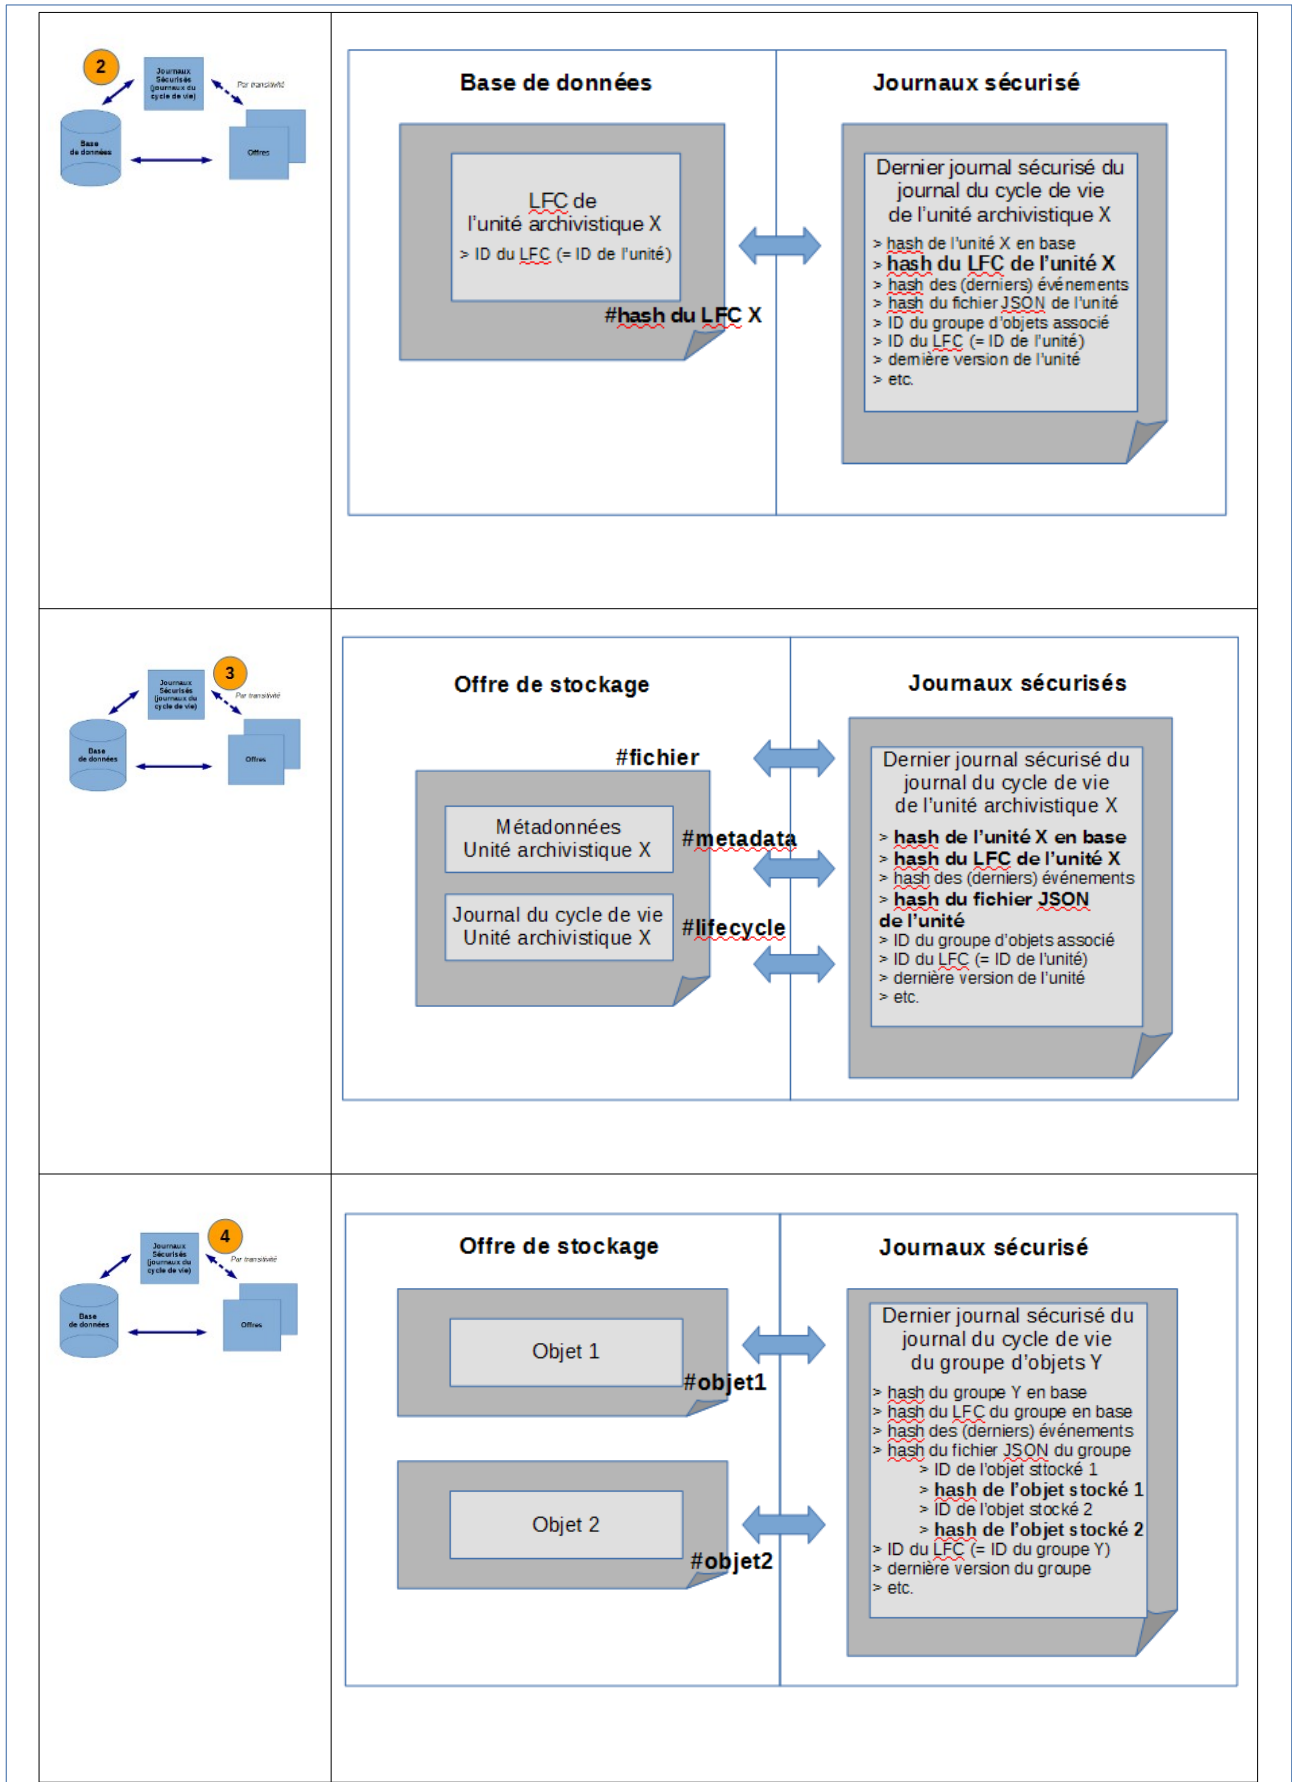 2
Journaux
Sécurisés
(journaux du
cycle de vie)
Par transitivité
Base
de données
Offres
Base de données
Journaux sécurisé
LFC de
l'unité archivistique X
> ID du LFC (= ID de l'unité)
#hash du LFC X
Dernier journal sécurisé du
journal du cycle de vie
de l'unité archivistique X
> hash de l'unité X en base
> hash du LFC de l'unité X
> hash des (derniers) événements
> hash du fichier JSON de l'unité
> ID du groupe d'objets associé
> ID du LFC (= ID de l'unité)
> dernière version de l'unité
> etc.
3
Journaux
Sécurisés
(journaux du
cycle de vie)
Par transitivité
Base
de données
Offres
Offre de stockage
Journaux sécurisés
#fichier
Métadonnées
Unité archivistique X
#metadata
Journal du cycle de vie
Unité archivistique X
#lifecycle
Dernier journal sécurisé du
journal du cycle de vie
de l'unité archivistique X
> hash de l'unité X en base
> hash du LFC de l'unité X
> hash des (derniers) événements
> hash du fichier JSON
de l'unité
> ID du groupe d'objets associé
> ID du LFC (= ID de l'unité)
> dernière version de l'unité
> etc.
4
Journaux
Sécurisés
(journaux du
cycle de vie)
Par transitivité
Base
de données
Offres
Offre de stockage
Journaux sécurisé
Objet 1
#objet1
Objet 2
#objet2
Dernier journal sécurisé du
journal du cycle de vie
du groupe d'objets Y
> hash du groupe Y en base
> hash du LFC du groupe en base
> hash des (derniers) événements
> hash du fichier JSON du groupe
> ID de l'objet sttocké 1
> hash de l'objet stocké 1
> ID de l'objet stocké 2
> hash de l'objet stocké 2
> ID du LFC (= ID du groupe Y)
> dernière version du groupe
> etc.